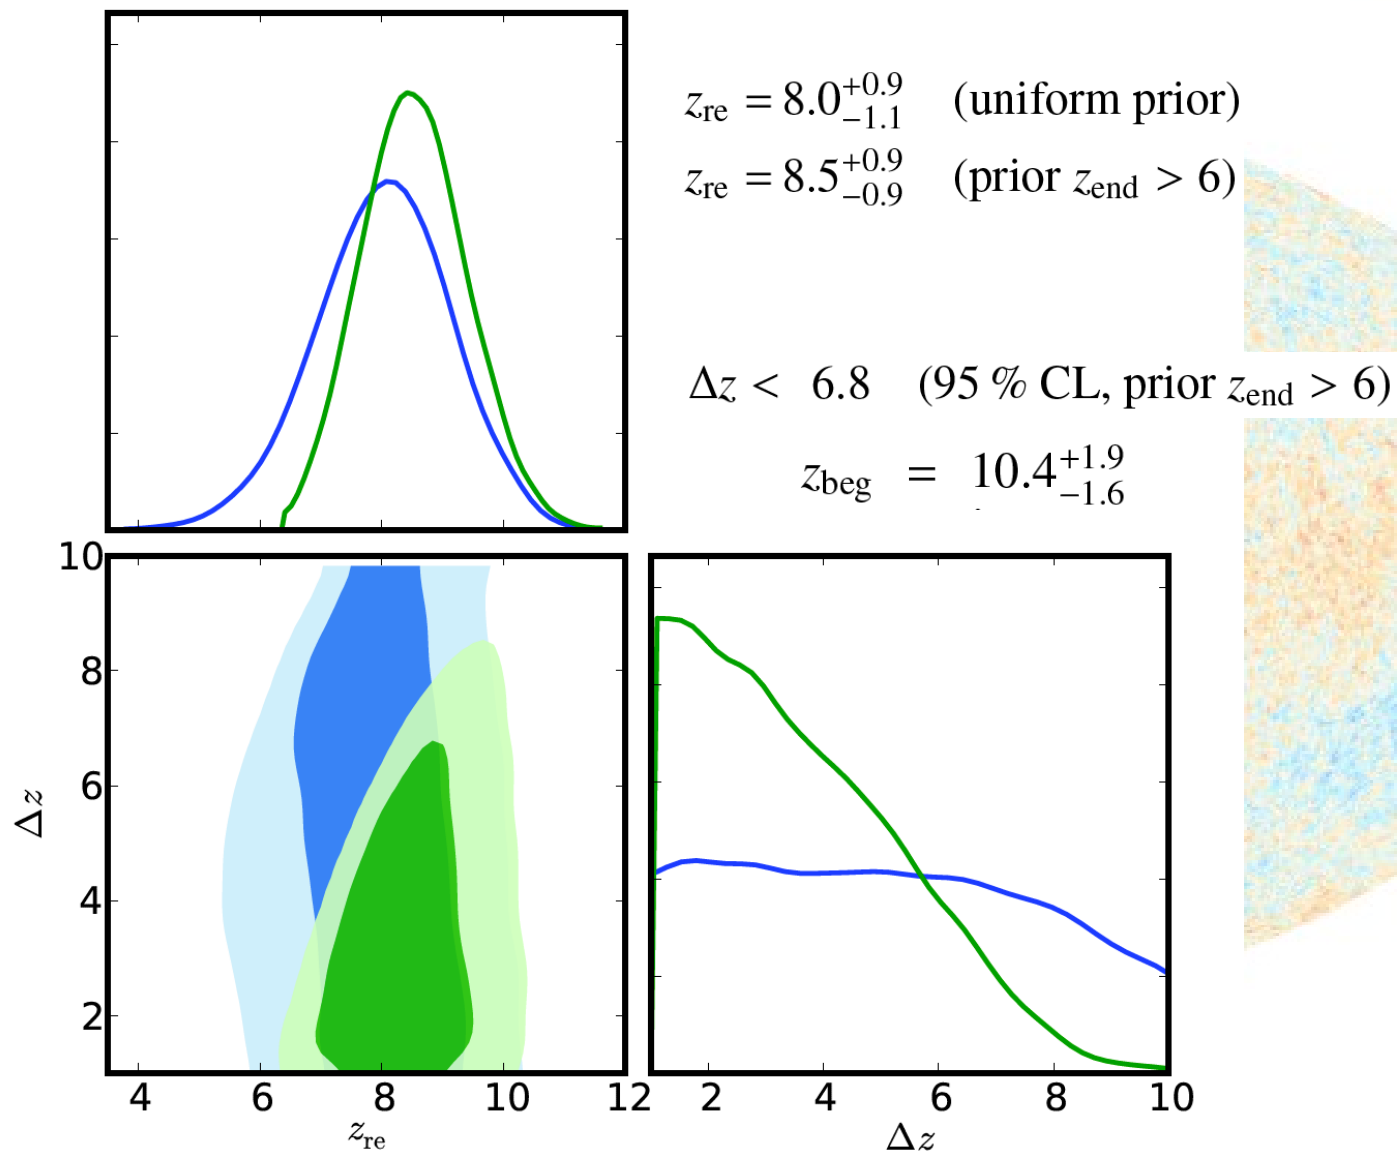 z_re = 8.0^{+0.9}_{−1.1} (uniform prior)
z_re = 8.5^{+0.9}_{−0.9} (prior z_end > 6)
Δz < 6.8 (95 % CL, prior z_end > 6)
z_beg = 10.4^{+1.9}_{−1.6}
10
8
6
4
2
Δz
4 6 8 10 12
z_re
2 4 6 8 10
Δz